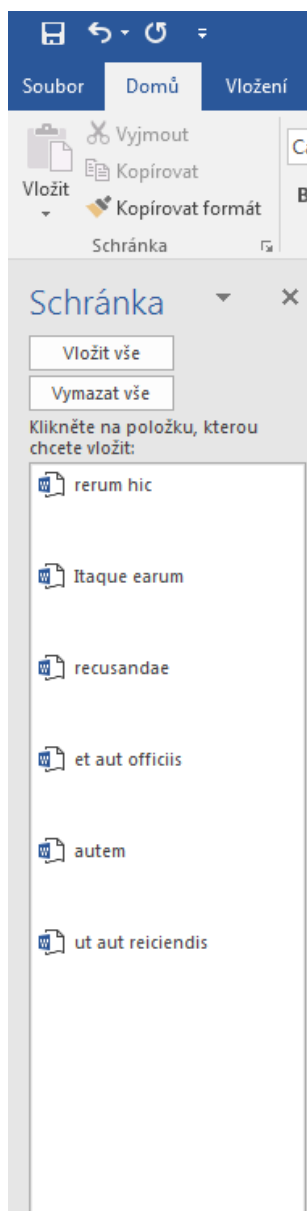 Soubor Domů Vložení
Vyjmout
Kopírovat
Vložit
Kopírovat formát
Schránka
Schránka
Vložit vše
Vymazat vše
Klikněte na položku, kterou
chcete vložit:
rerum hic
Itaque earum
recusandae
et aut officiis
autem
ut aut reiciendis